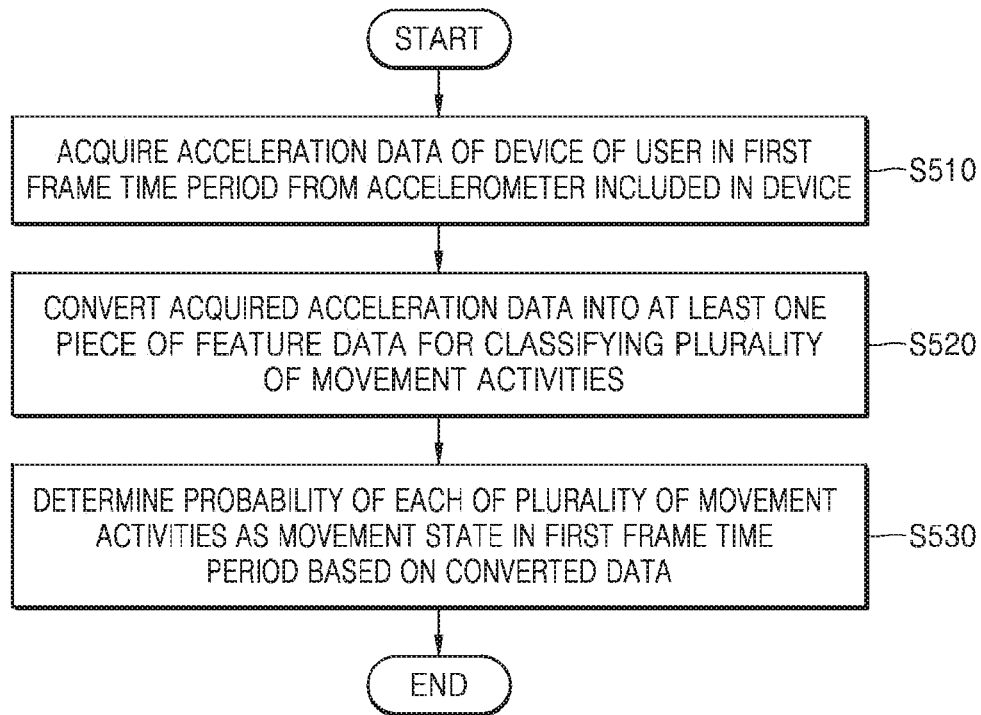 START
ACQUIRE ACCELERATION DATA OF DEVICE OF USER IN FIRST
FRAME TIME PERIOD FROM ACCELEROMETER INCLUDED IN DEVICE
S510
CONVERT ACQUIRED ACCELERATION DATA INTO AT LEAST ONE
PIECE OF FEATURE DATA FOR CLASSIFYING PLURALITY
OF MOVEMENT ACTIVITIES
S520
DETERMINE PROBABILITY OF EACH OF PLURALITY OF MOVEMENT
ACTIVITIES AS MOVEMENT STATE IN FIRST FRAME TIME
PERIOD BASED ON CONVERTED DATA
S530
END